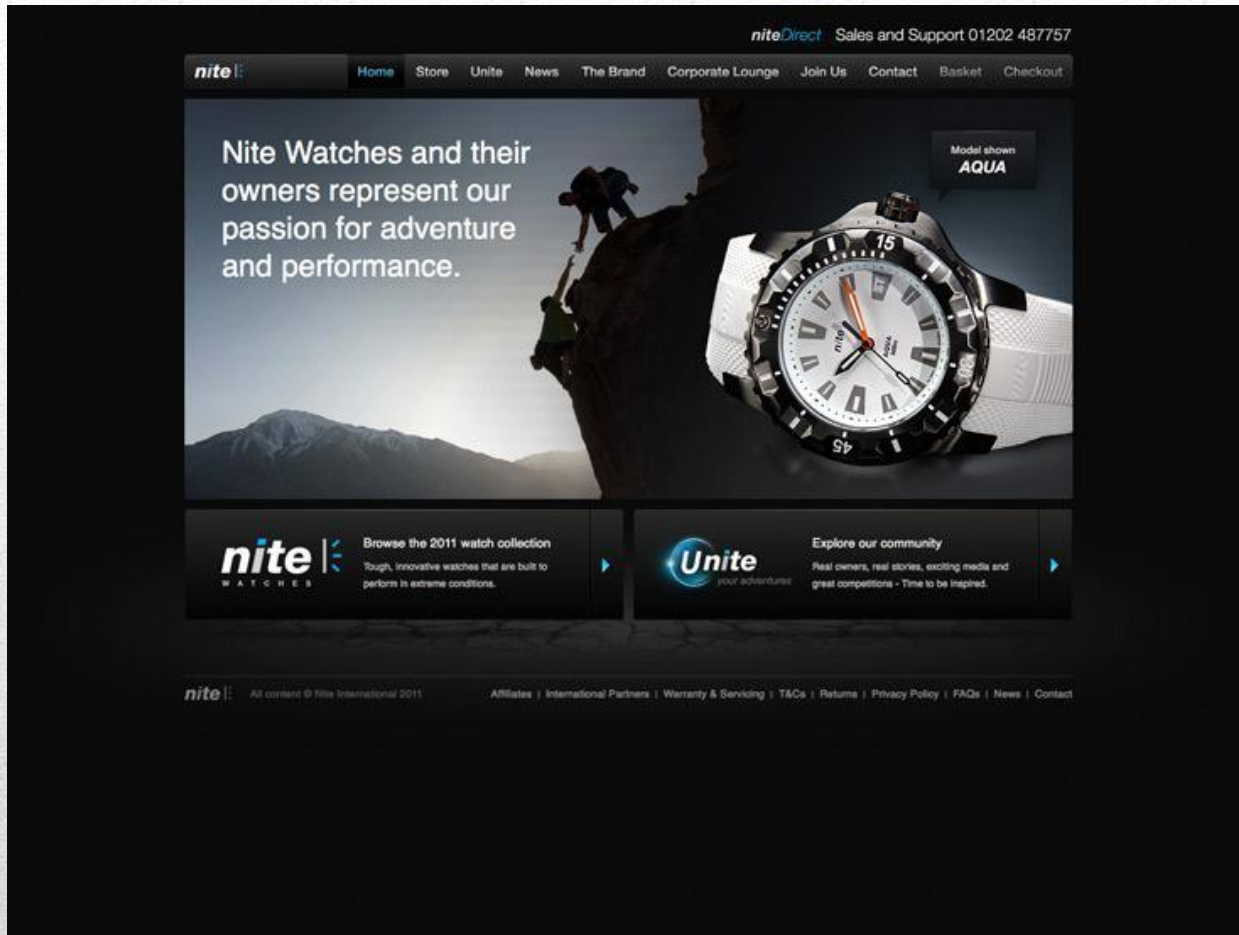 niteDirect Sales and Support 01202 487757
nite
Home Store Unite News The Brand Corporate Lounge Join Us Contact Basket Checkout
Nite Watches and their
owners represent our
passion for adventure
and performance.
Model shown
AQUA
15
nite
AQUA
30
45
nite
WATCHES
Browse the 2011 watch collection
Tough, innovative watches that are built to
perform in extreme conditions.
Unite
your adventures
Explore our community
Real owners, real stories, exciting media and
great competitions - Time to be inspired.
nite
All content © Nite International 2011
Affiliates | International Partners | Warranty & Servicing | T&Cs | Returns | Privacy Policy | FAQs | News | Contact